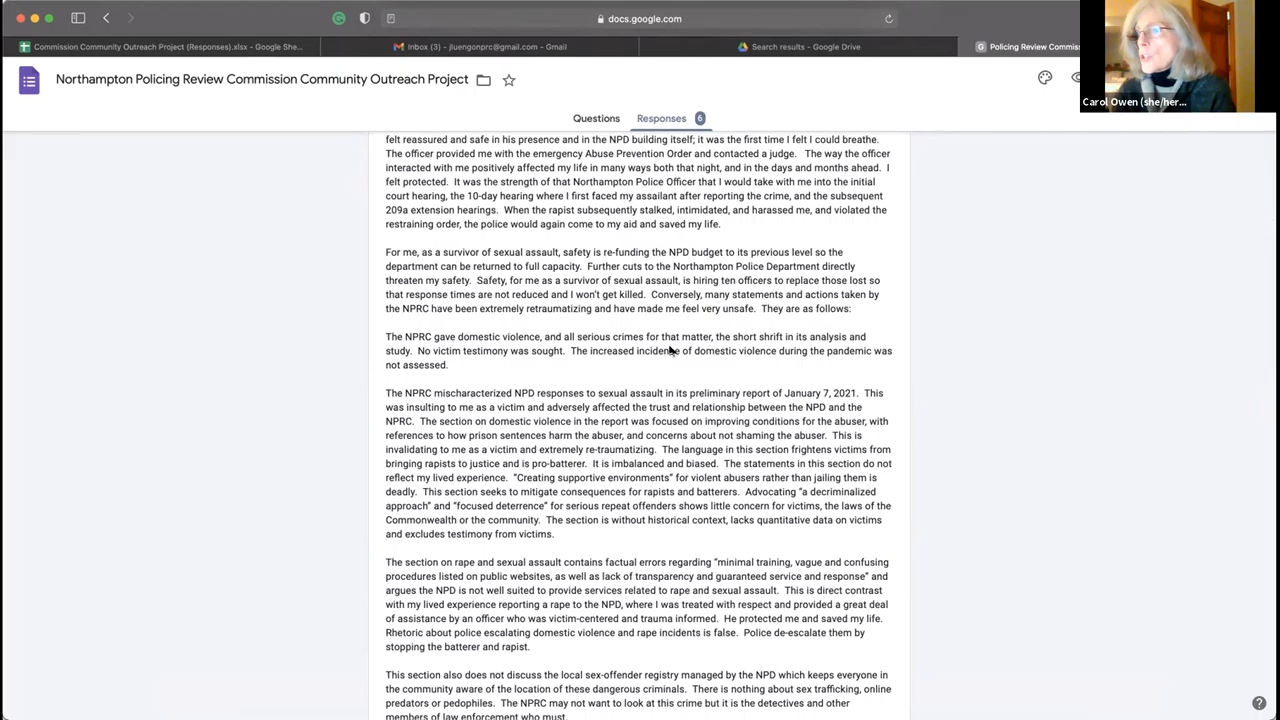 docs.google.com
Commission Community Outreach Project (Responses).xlsx - Google She...
Inbox (3) - jluengonprc@gmail.com - Gmail
Search results - Google Drive
Policing Review Commiss
Northampton Policing Review Commission Community Outreach Project
Carol Owen (she/her...
Questions
Responses
6
felt reassured and safe in his presence and in the NPD building itself; it was the first time I felt I could breathe.
The officer provided me with the emergency Abuse Prevention Order and contacted a judge. The way the officer
interacted with me positively affected my life in many ways both that night, and in the days and months ahead. I
felt protected. It was the strength of that Northampton Police Officer that I would take with me into the initial
court hearing, the 10-day hearing where I first faced my assailant after reporting the crime, and the subsequent
209a extension hearings. When the rapist subsequently stalked, intimidated, and harassed me, and violated the
restraining order, the police would again come to my aid and saved my life.
For me, as a survivor of sexual assault, safety is re-funding the NPD budget to its previous level so the
department can be returned to full capacity. Further cuts to the Northampton Police Department directly
threaten my safety. Safety, for me as a survivor of sexual assault, is hiring ten officers to replace those lost so
that response times are not reduced and I won't get killed. Conversely, many statements and actions taken by
the NPRC have been extremely retraumatizing and have made me feel very unsafe. They are as follows:
The NPRC gave domestic violence, and all serious crimes for that matter, the short shrift in its analysis and
study. No victim testimony was sought. The increased incidence of domestic violence during the pandemic was
not assessed.
The NPRC mischaracterized NPD responses to sexual assault in its preliminary report of January 7, 2021. This
was insulting to me as a victim and adversely affected the trust and relationship between the NPD and the
NPRC. The section on domestic violence in the report was focused on improving conditions for the abuser, with
references to how prison sentences harm the abuser, and concerns about not shaming the abuser. This is
invalidating to me as a victim and extremely re-traumatizing. The language in this section frightens victims from
bringing rapists to justice and is pro-batterer. It is imbalanced and biased. The statements in this section do not
reflect my lived experience. "Creating supportive environments" for violent abusers rather than jailing them is
deadly. This section seeks to mitigate consequences for rapists and batterers. Advocating "a decriminalized
approach" and "focused deterrence" for serious repeat offenders shows little concern for victims, the laws of the
Commonwealth or the community. The section is without historical context, lacks quantitative data on victims
and excludes testimony from victims.
The section on rape and sexual assault contains factual errors regarding "minimal training, vague and confusing
procedures listed on public websites, as well as lack of transparency and guaranteed service and response" and
argues the NPD is not well suited to provide services related to rape and sexual assault. This is direct contrast
with my lived experience reporting a rape to the NPD, where I was treated with respect and provided a great deal
of assistance by an officer who was victim-centered and trauma informed. He protected me and saved my life.
Rhetoric about police escalating domestic violence and rape incidents is false. Police de-escalate them by
stopping the batterer and rapist.
This section also does not discuss the local sex-offender registry managed by the NPD which keeps everyone in
the community aware of the location of these dangerous criminals. There is nothing about sex trafficking, online
predators or pedophiles. The NPRC may not want to look at this crime but it is the detectives and other
members of law enforcement who must.